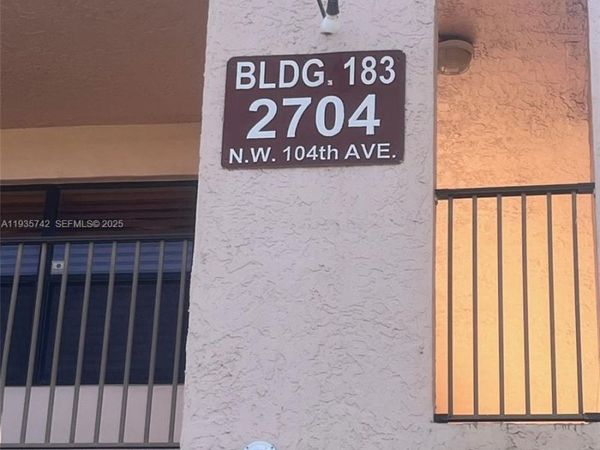 BLDG. 183
2704
N.W. 104th AVE.
A11935742 SEFMLS© 2025